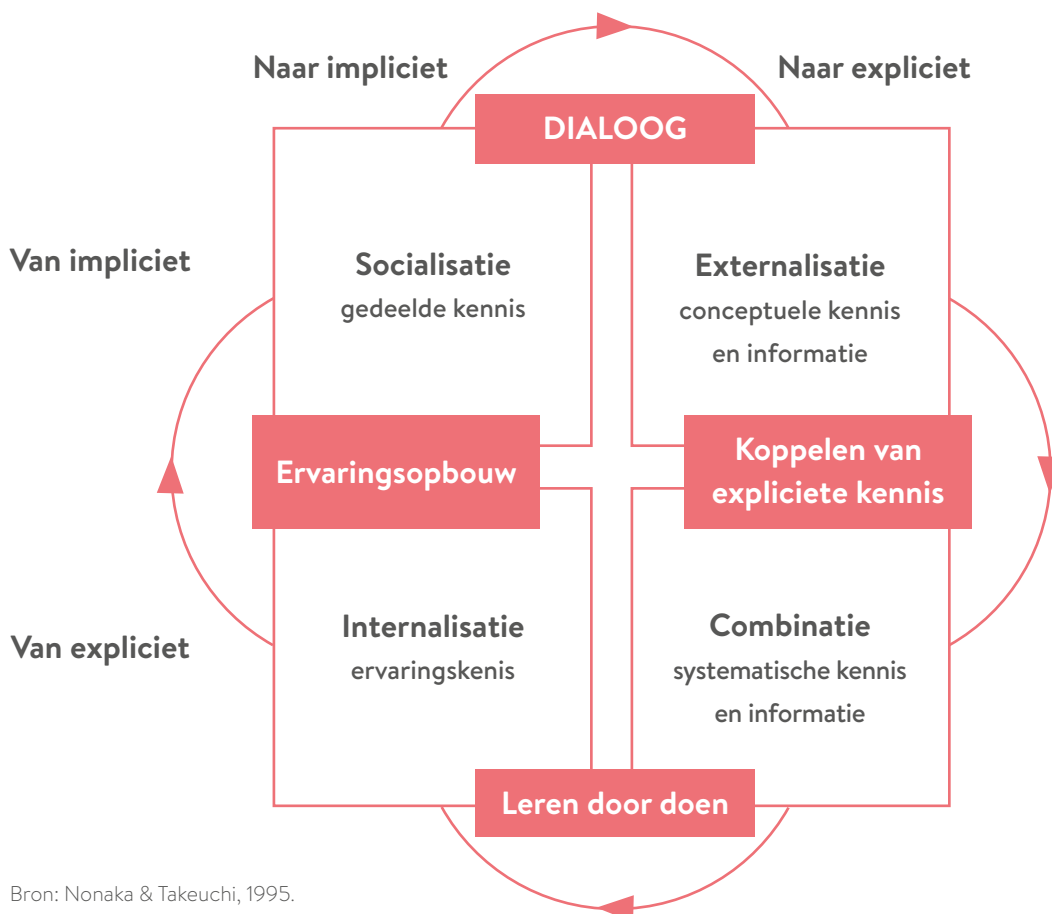 Naar impliciet
Naar expliciet
DIALOOG
Van impliciet
Socialisatie
gedeelde kennis
Externalisatie
conceptuele kennis
en informatie
Ervaringsopbouw
Koppelen van
expliciete kennis
Van expliciet
Internalisatie
ervaringskenis
Combinatie
systematische kennis
en informatie
Leren door doen
Bron: Nonaka & Takeuchi, 1995.